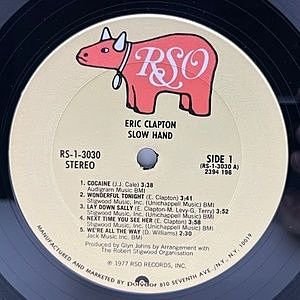 RSO
ERIC CLAPTON
SLOW HAND
RS-1-3030
STEREO
SIDE 1
(RS-1-3030 A)
2394 196
1. COCAINE (J.J. Cale) 3:38
Audigram Music BMI
2. WONDERFUL TONIGHT (E. Clapton) 3:41
Stigwood Music, Inc. (Unichappell Music) BMI
3. LAY DOWN SALLY (E. Clapton-M. Levy-G. Terry) 3:52
Stigwood Music, Inc. (Unichappell Music) BMI
4. NEXT TIME YOU SEE HER (E. Clapton) 3:58
Stigwood Music, Inc. (Unichappell Music) BMI
5. WE'RE ALL THE WAY (D. Williams) 2:30
Jack Music Inc. BMI
Produced by Glyn Johns by Arrangement with
The Robert Stigwood Organisation
℗ 1977 RSO RECORDS, INC.
MANUFACTURED AND MARKETED BY Polydor 810 SEVENTH AVE., N.Y., N.Y. 10019